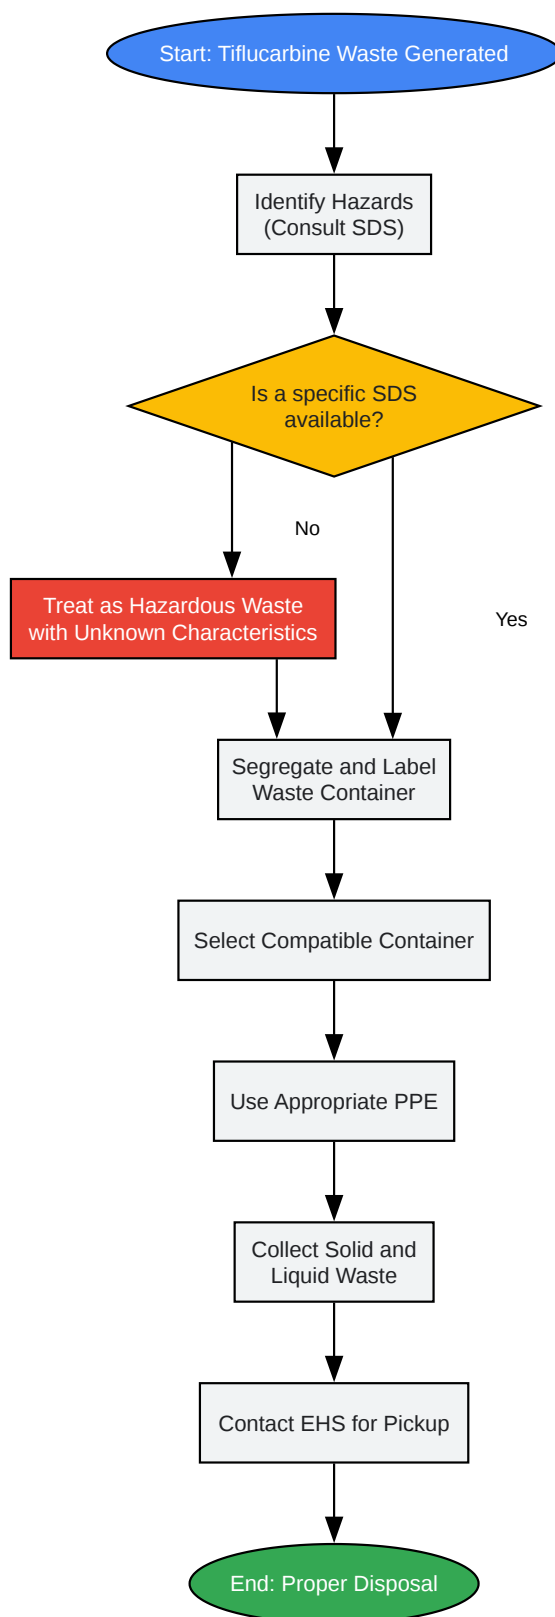 Start: Tiflucarbine Waste Generated
Identify Hazards
(Consult SDS)
Is a specific SDS
available?
No
Treat as Hazardous Waste
with Unknown Characteristics
Yes
Segregate and Label
Waste Container
Select Compatible Container
Use Appropriate PPE
Collect Solid and
Liquid Waste
Contact EHS for Pickup
End: Proper Disposal